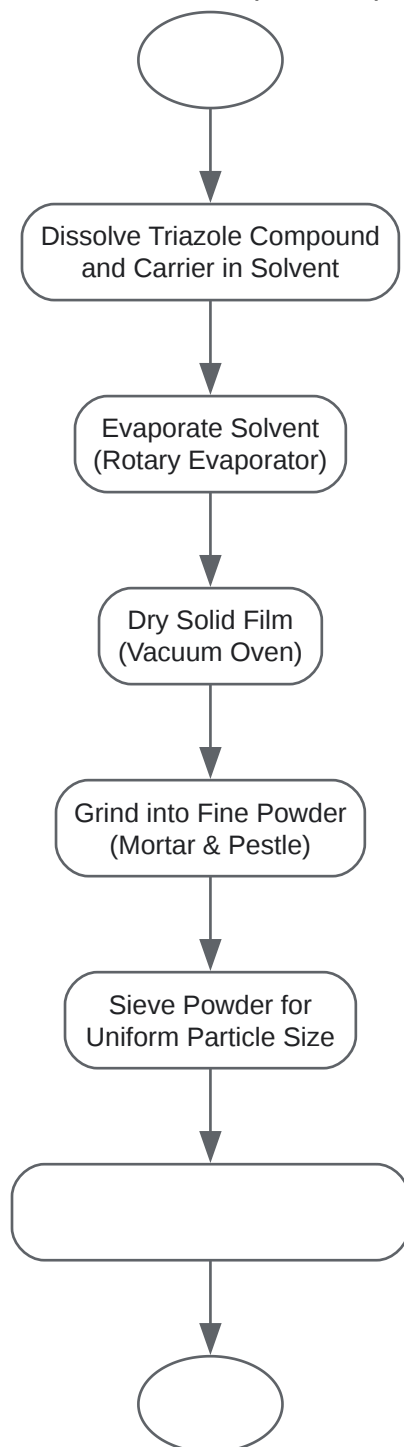 Dissolve Triazole Compound
and Carrier in Solvent
Evaporate Solvent
(Rotary Evaporator)
Dry Solid Film
(Vacuum Oven)
Grind into Fine Powder
(Mortar & Pestle)
Sieve Powder for
Uniform Particle Size